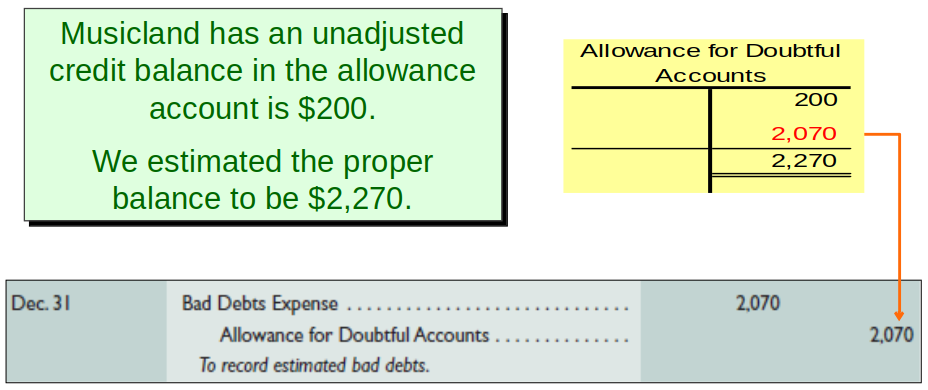 Musicland has an unadjusted
credit balance in the allowance
account is $200.
We estimated the proper
balance to be $2,270.
Allowance for Doubtful
Accounts
200
2,070
2,270
Dec. 31 Bad Debts Expense .............................. 2,070
Allowance for Doubtful Accounts .............. 2,070
To record estimated bad debts.